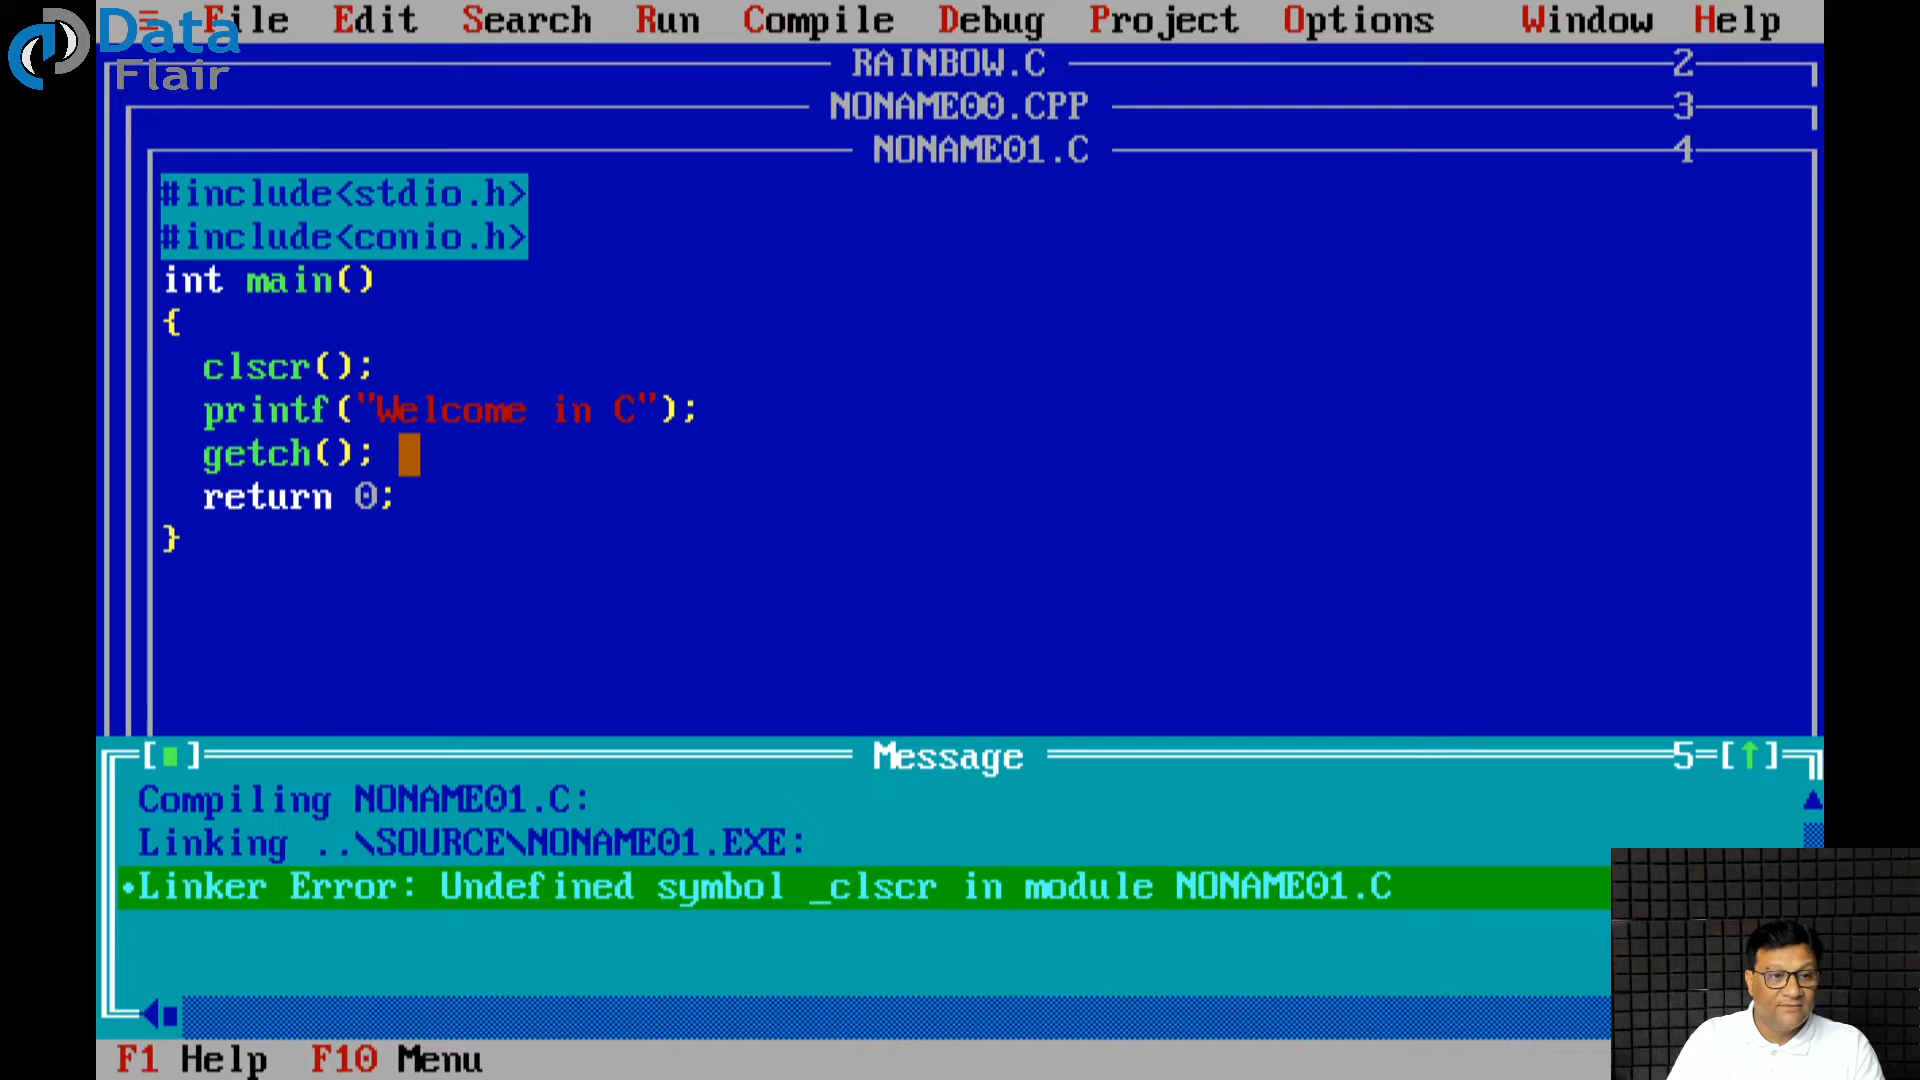 Data
Flair
≡ File Edit Search Run Compile Debug Project Options Window Help
RAINBOW.C 2
NONAME00.CPP 3
NONAME01.C 4
#include<stdio.h>
#include<conio.h>
int main()
{
clscr();
printf("Welcome in C");
getch();
return 0;
}
[■] Message 5=[↑]
Compiling NONAME01.C:
Linking ..\SOURCE\NONAME01.EXE:
•Linker Error: Undefined symbol _clscr in module NONAME01.C
F1 Help F10 Menu